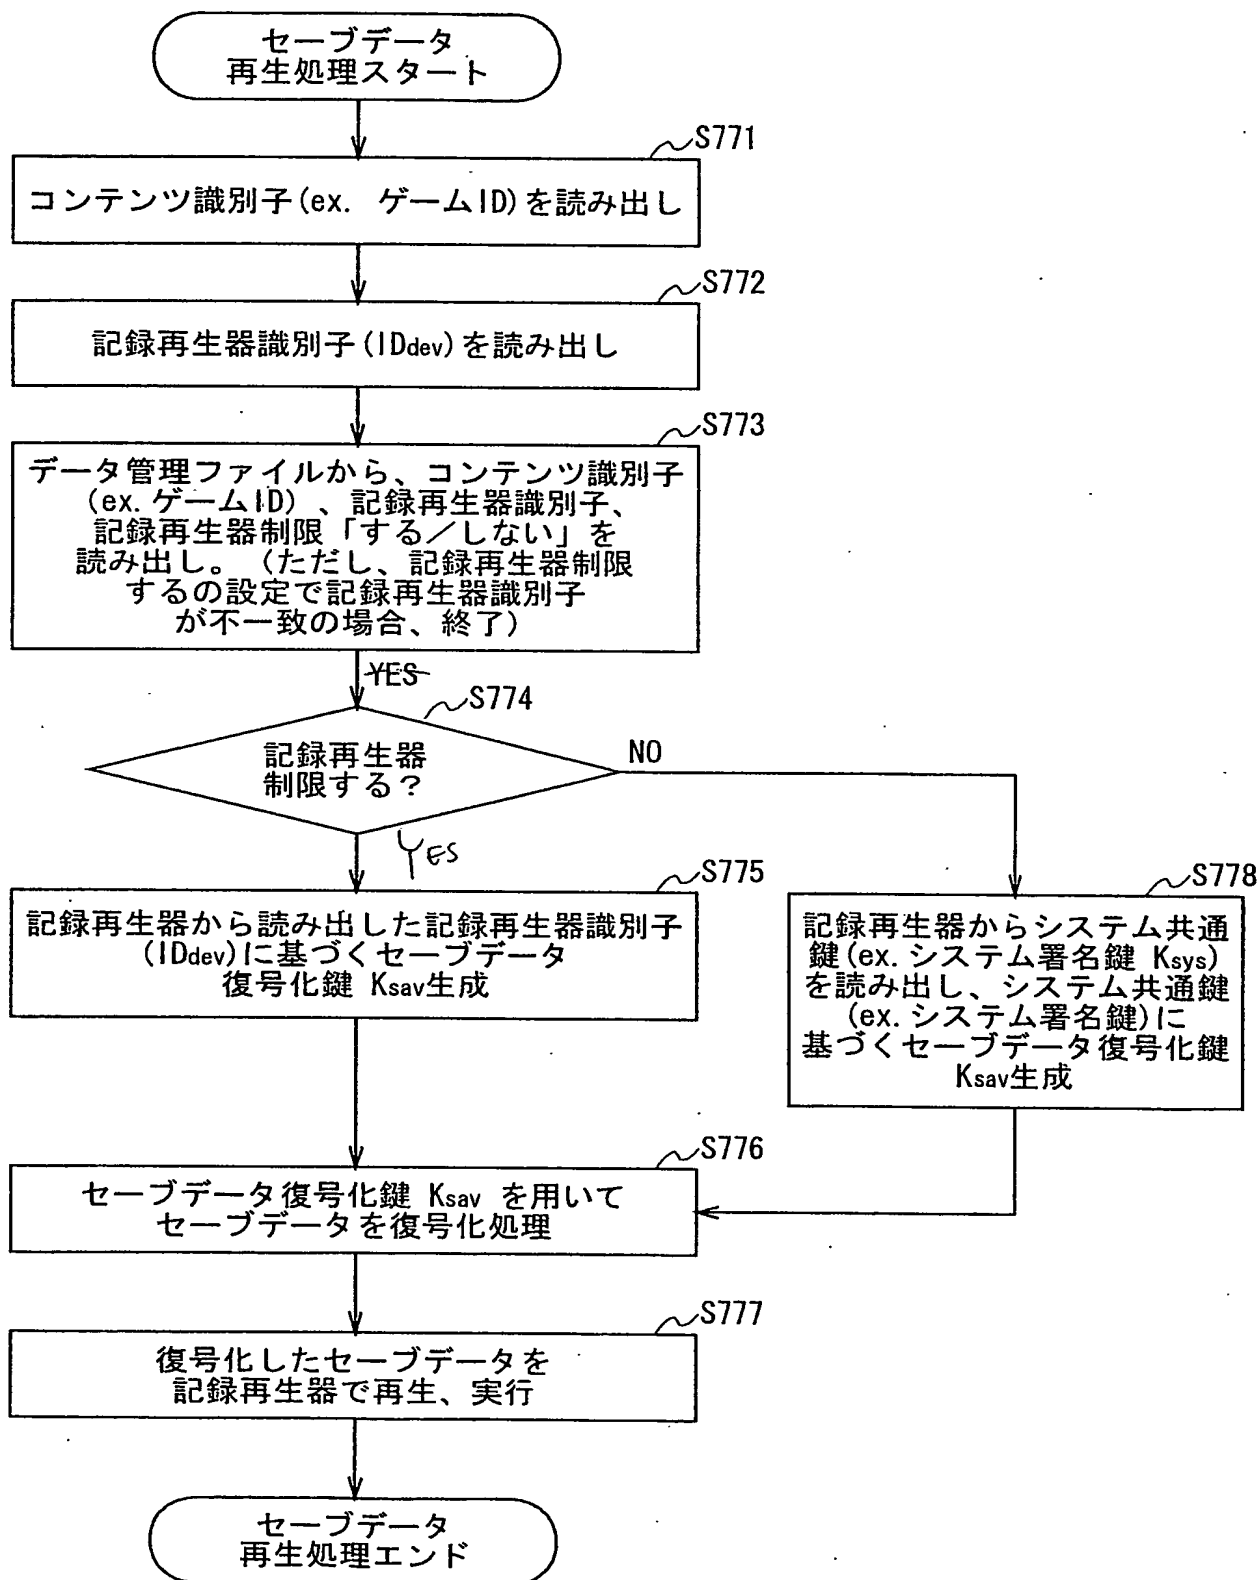 セーブデータ
再生処理スタート
S771
コンテンツ識別子(ex. ゲームID)を読み出し
S772
記録再生器識別子(IDdev)を読み出し
S773
データ管理ファイルから、コンテンツ識別子
(ex.ゲームID)、記録再生器識別子、
記録再生器制限「する/しない」を
読み出し。(ただし、記録再生器制限
するの設定で記録再生器識別子
が不一致の場合、終了)
YES
S774
記録再生器
制限する?
NO
YES
S775
記録再生器から読み出した記録再生器識別子
(IDdev)に基づくセーブデータ
復号化鍵 Ksav生成
S778
記録再生器からシステム共通
鍵(ex.システム署名鍵 Ksys)
を読み出し、システム共通鍵
(ex.システム署名鍵)に
基づくセーブデータ復号化鍵
Ksav生成
S776
セーブデータ復号化鍵 Ksav を用いて
セーブデータを復号化処理
S777
復号化したセーブデータを
記録再生器で再生、実行
セーブデータ
再生処理エンド